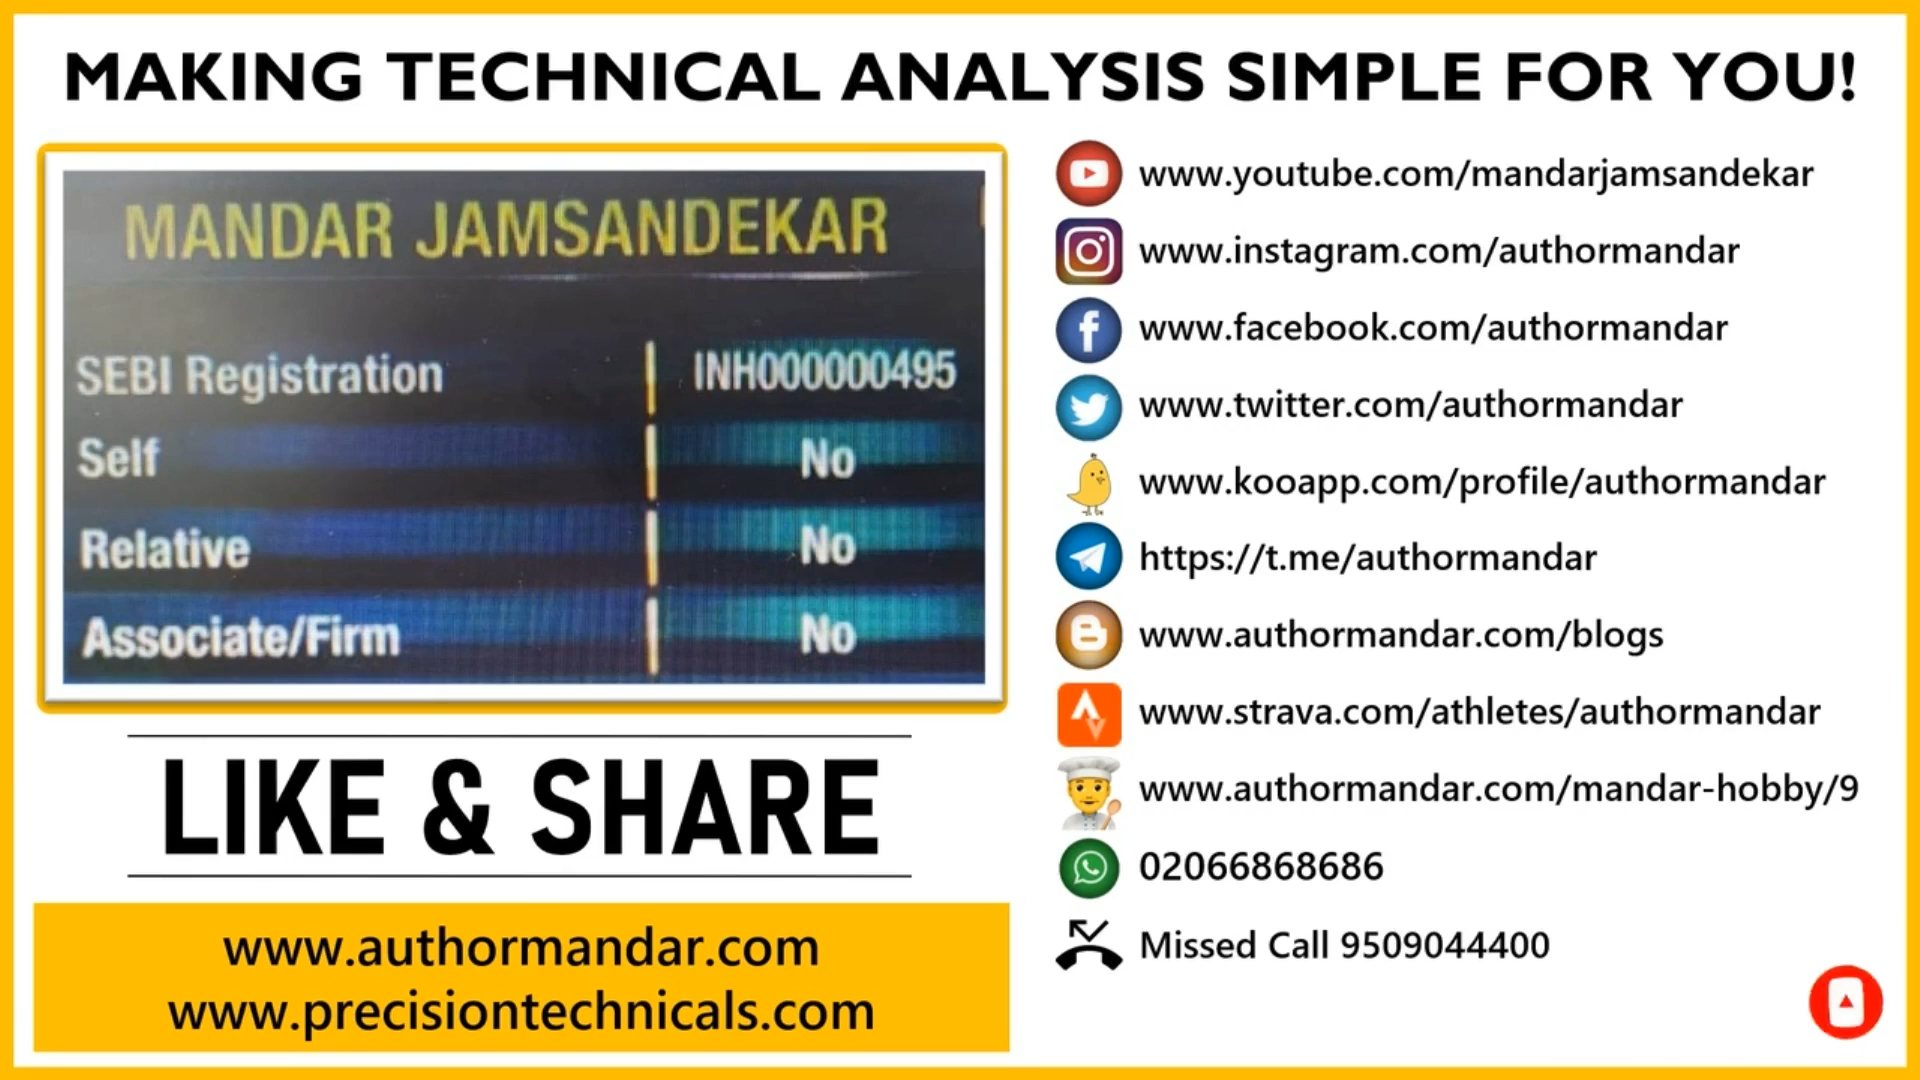 MAKING TECHNICAL ANALYSIS SIMPLE FOR YOU!
MANDAR JAMSANDEKAR
SEBI Registration INH000000495
Self No
Relative No
Associate/Firm No
LIKE & SHARE
www.authormandar.com
www.precisiontechnicals.com
www.youtube.com/mandarjamsandekar
www.instagram.com/authormandar
www.facebook.com/authormandar
www.twitter.com/authormandar
www.kooapp.com/profile/authormandar
https://t.me/authormandar
www.authormandar.com/blogs
www.strava.com/athletes/authormandar
www.authormandar.com/mandar-hobby/9
02066868686
Missed Call 9509044400